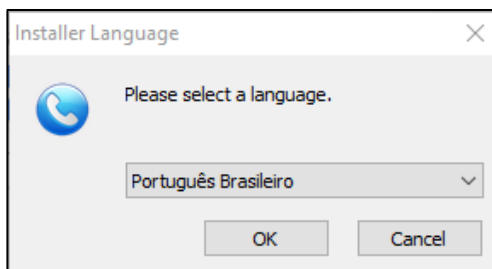 Installer Language
Please select a language.
Português Brasileiro
OK Cancel